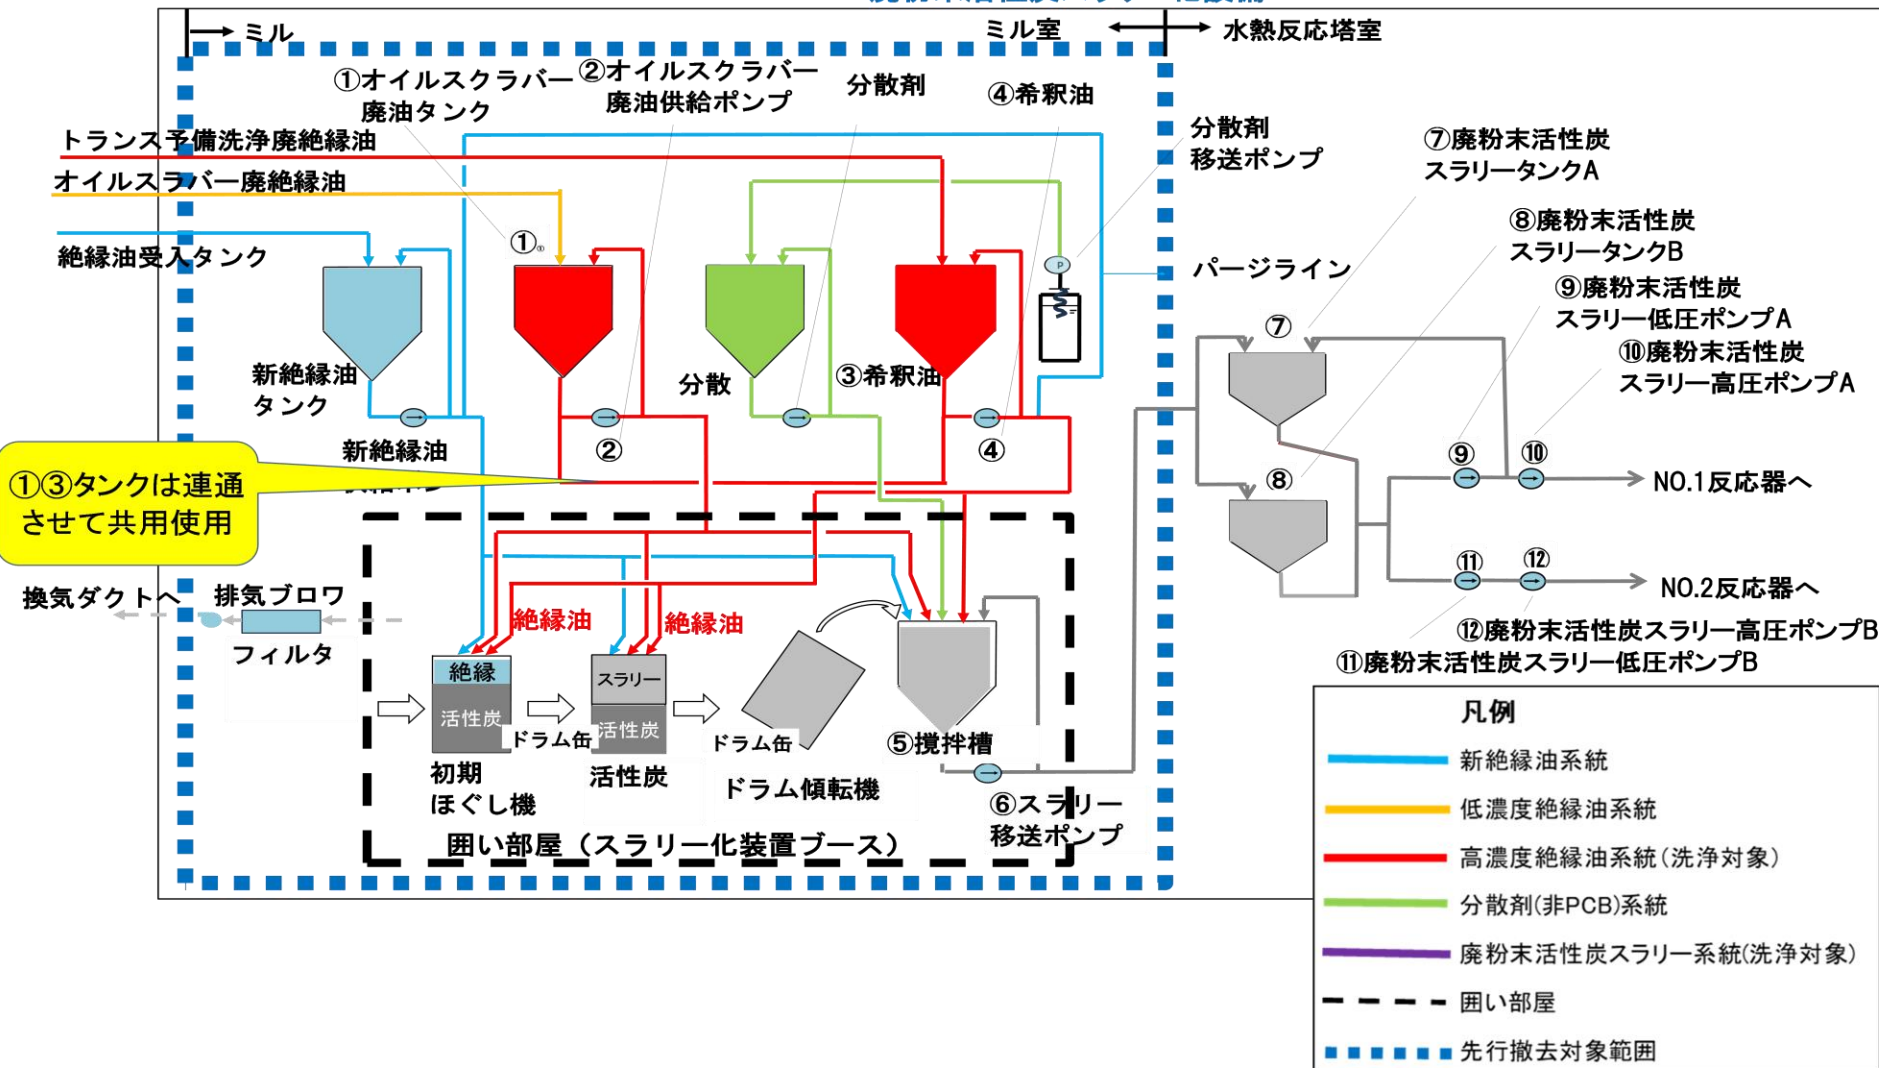 ミル
ミル室
水熱反応塔室
①オイルスクラバー
廃油タンク
②オイルスクラバー
廃油供給ポンプ
分散剤
④希釈油
トランス予備洗浄廃絶縁油
オイルスラバー廃絶縁油
絶縁油受入タンク
分散剤
移送ポンプ
⑦廃粉末活性炭
スラリータンクA
⑧廃粉末活性炭
スラリータンクB
パージライン
⑨廃粉末活性炭
スラリー低圧ポンプA
⑩廃粉末活性炭
スラリー高圧ポンプA
①
P
⑦
新絶縁油
タンク
分散
③希釈油
②
④
新絶縁油
①③タンクは連通
させて共用使用
⑧
⑨
⑩
NO.1反応器へ
⑪
⑫
NO.2反応器へ
⑫廃粉末活性炭スラリー高圧ポンプB
⑪廃粉末活性炭スラリー低圧ポンプB
換気ダクトへ
排気ブロワ
フィルタ
絶縁油
絶縁油
絶縁
活性炭
スラリー
活性炭
ドラム缶
ドラム缶
初期
ほぐし機
活性炭
ドラム傾転機
⑤撹拌槽
⑥スラリー
移送ポンプ
囲い部屋（スラリー化装置ブース）
凡例
新絶縁油系統
低濃度絶縁油系統
高濃度絶縁油系統(洗浄対象)
分散剤(非PCB)系統
廃粉末活性炭スラリー系統(洗浄対象)
囲い部屋
先行撤去対象範囲